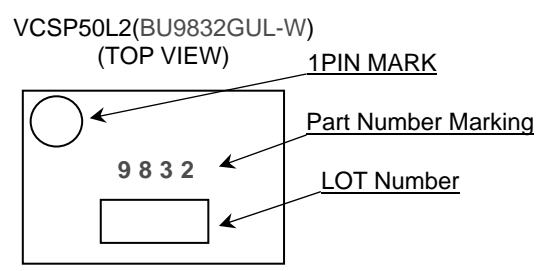 VCSP50L2(BU9832GUL-W)
(TOP VIEW)
1PIN MARK
Part Number Marking
9832
LOT Number